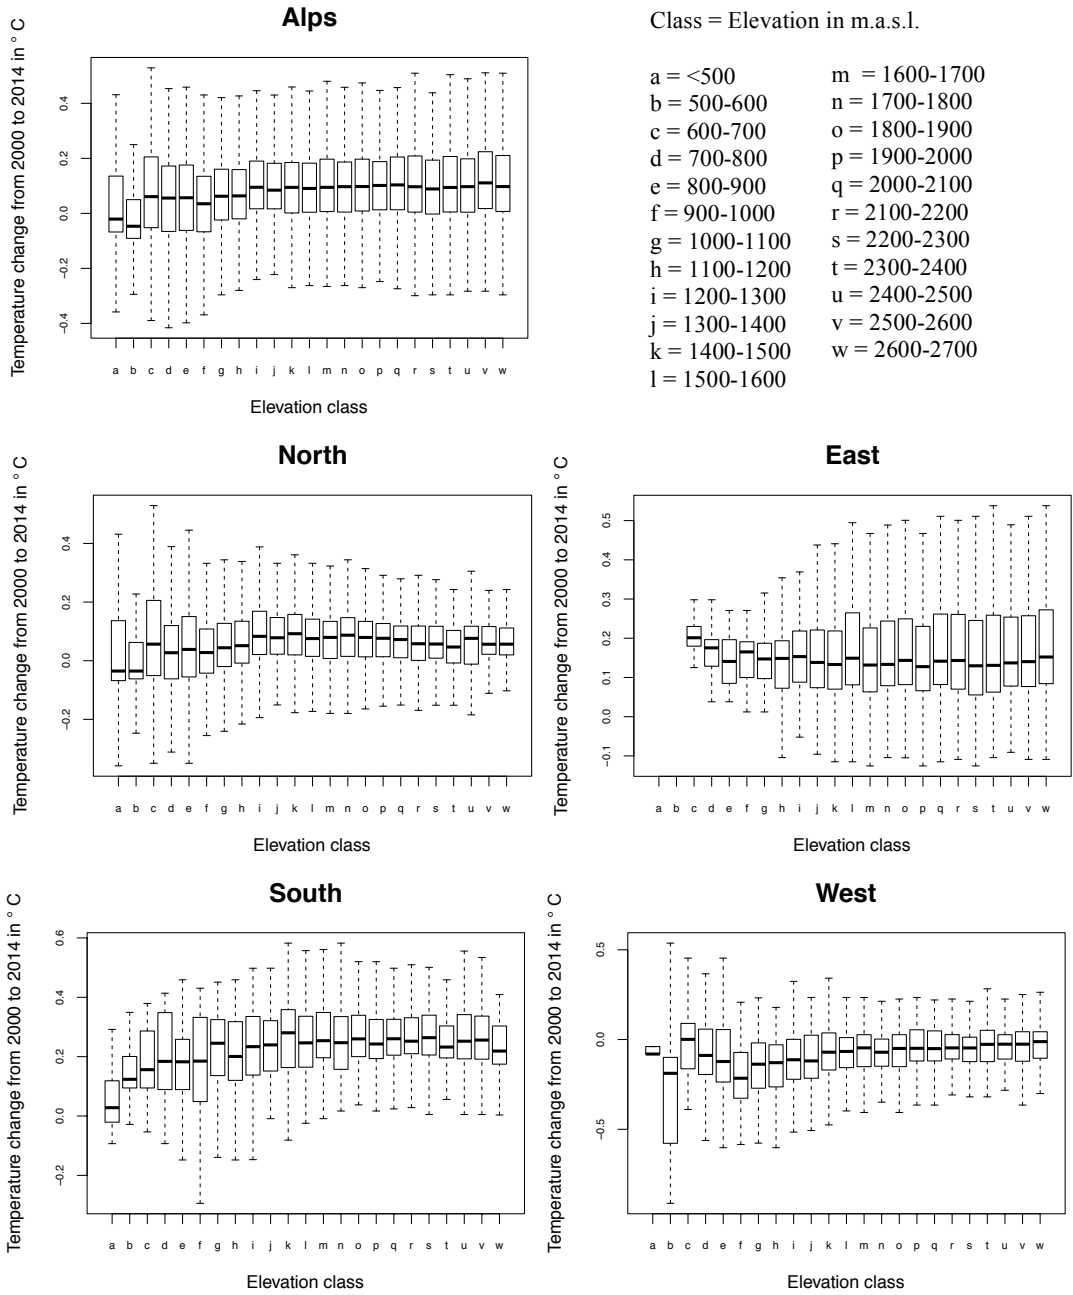 Alps
Temperature change from 2000 to 2014 in ° C
0.4
0.2
0.0
−0.2
−0.4
a b c d e f g h i j k l m n o p q r s t u v w
Elevation class
Class = Elevation in m.a.s.l.
a = <500
b = 500-600
c = 600-700
d = 700-800
e = 800-900
f = 900-1000
g = 1000-1100
h = 1100-1200
i = 1200-1300
j = 1300-1400
k = 1400-1500
l = 1500-1600
m = 1600-1700
n = 1700-1800
o = 1800-1900
p = 1900-2000
q = 2000-2100
r = 2100-2200
s = 2200-2300
t = 2300-2400
u = 2400-2500
v = 2500-2600
w = 2600-2700
North
Temperature change from 2000 to 2014 in ° C
0.4
0.2
0.0
−0.2
a b c d e f g h i j k l m n o p q r s t u v w
Elevation class
East
Temperature change from 2000 to 2014 in ° C
0.5
0.4
0.3
0.2
0.1
0.0
−0.1
a b c d e f g h i j k l m n o p q r s t u v w
Elevation class
South
Temperature change from 2000 to 2014 in ° C
0.6
0.4
0.2
0.0
−0.2
a b c d e f g h i j k l m n o p q r s t u v w
Elevation class
West
Temperature change from 2000 to 2014 in ° C
0.5
0.0
−0.5
a b c d e f g h i j k l m n o p q r s t u v w
Elevation class